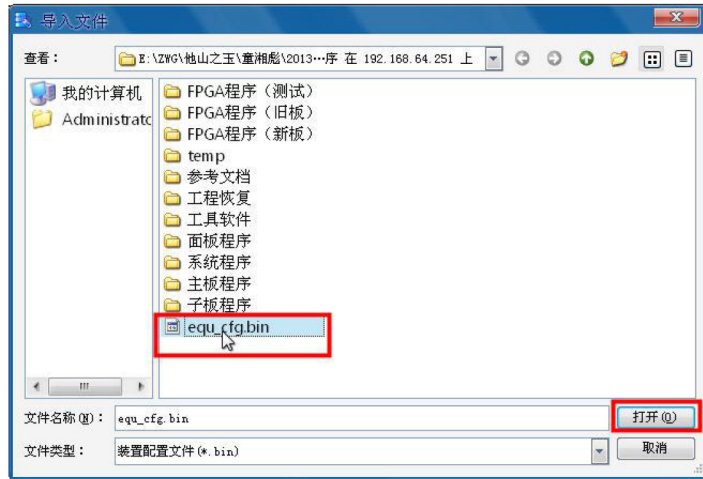 导入文件
查看：
E:\ZWG\他山之玉\童湘彪\2013…序 在 192.168.64.251 上
我的计算机
Administratc
FPGA程序（测试）
FPGA程序（旧板）
FPGA程序（新板）
temp
参考文档
工程恢复
工具软件
面板程序
系统程序
主板程序
子板程序
equ_cfg.bin
文件名称(N)：
equ_cfg.bin
打开(O)
文件类型：
装置配置文件(*.bin)
取消